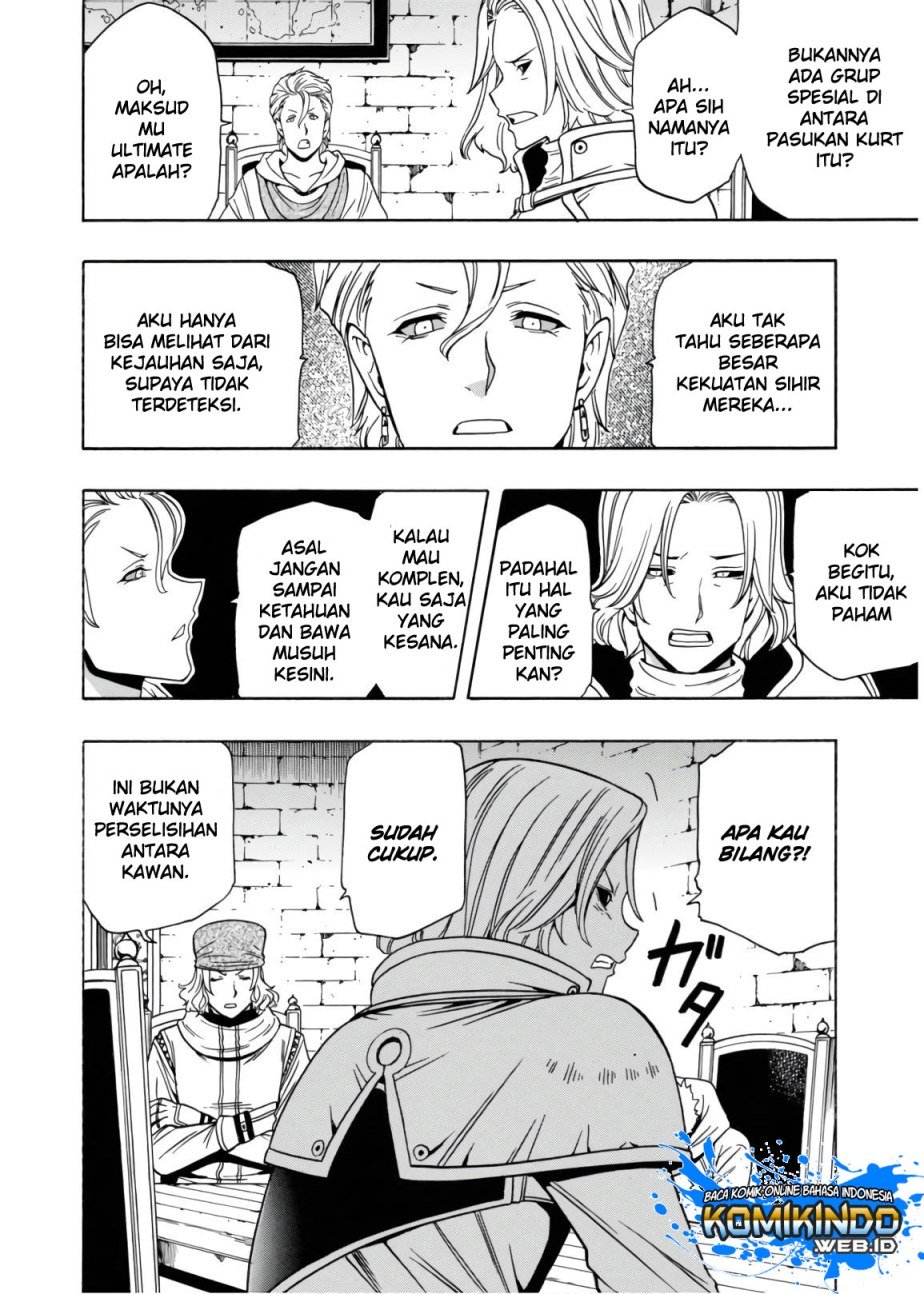 BUKANNYA
ADA GRUP
SPESIAL DI
ANTARA
PASUKAN KURT
ITU?
AH...
APA SIH
NAMANYA
ITU?
OH,
MAKSUD
MU
ULTIMATE
APALAH?
AKU TAK
TAHU SEBERAPA
BESAR
KEKUATAN SIHIR
MEREKA...
AKU HANYA
BISA MELIHAT DARI
KEJAUHAN SAJA,
SUPAYA TIDAK
TERDETEKSI.
KOK
BEGITU,
AKU TIDAK
PAHAM
PADAHAL
ITU HAL
YANG
PALING
PENTING
KAN?
KALAU
MAU
KOMPLEN,
KAU SAJA
YANG
KESANA.
ASAL
JANGAN
SAMPAI
KETAHUAN
DAN BAWA
MUSUH
KESINI.
APA KAU
BILANG?!
ガタ
SUDAH
CUKUP.
INI BUKAN
WAKTUNYA
PERSELISIHAN
ANTARA
KAWAN.
BACA KOMIK ONLINE BAHASA INDONESIA
KOMIKINDO
WEB.ID